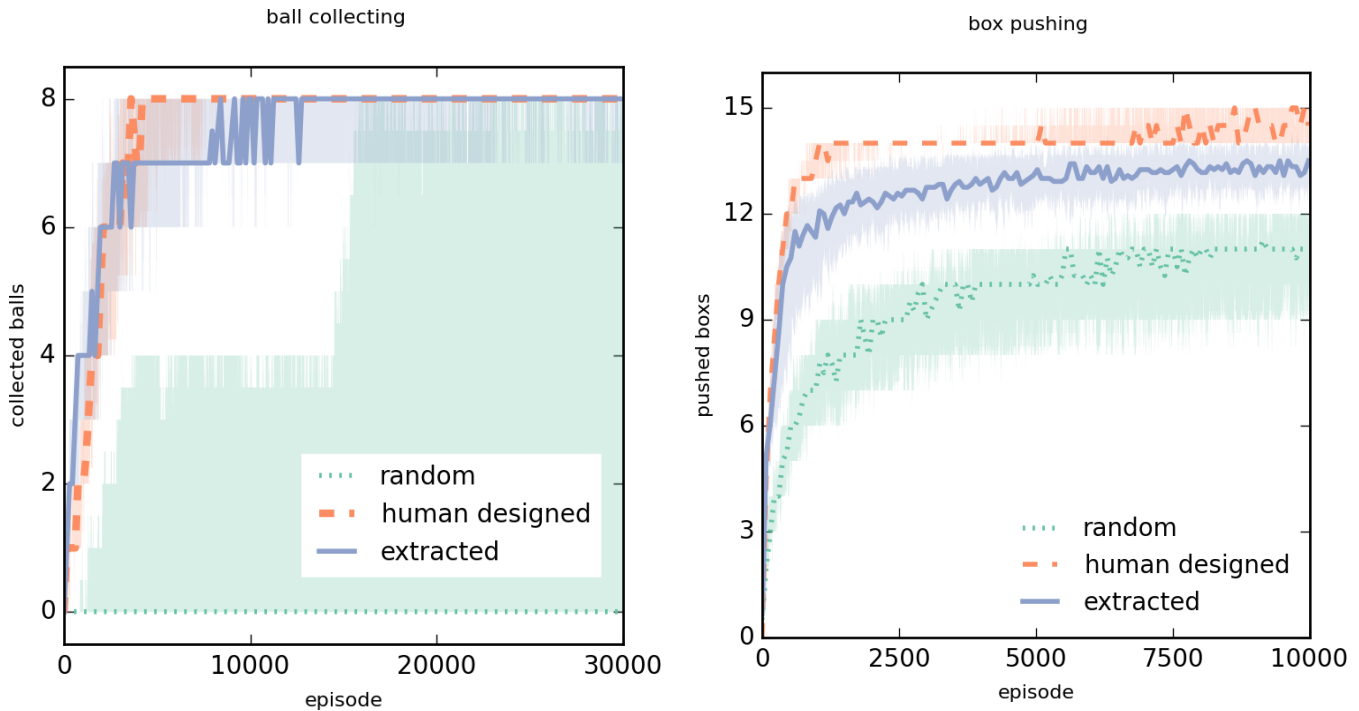 ball collecting
collected balls
8
6
4
2
0
random
human designed
extracted
0 10000 20000 30000
episode
box pushing
pushed boxs
15
12
9
6
3
0
random
human designed
extracted
0 2500 5000 7500 10000
episode